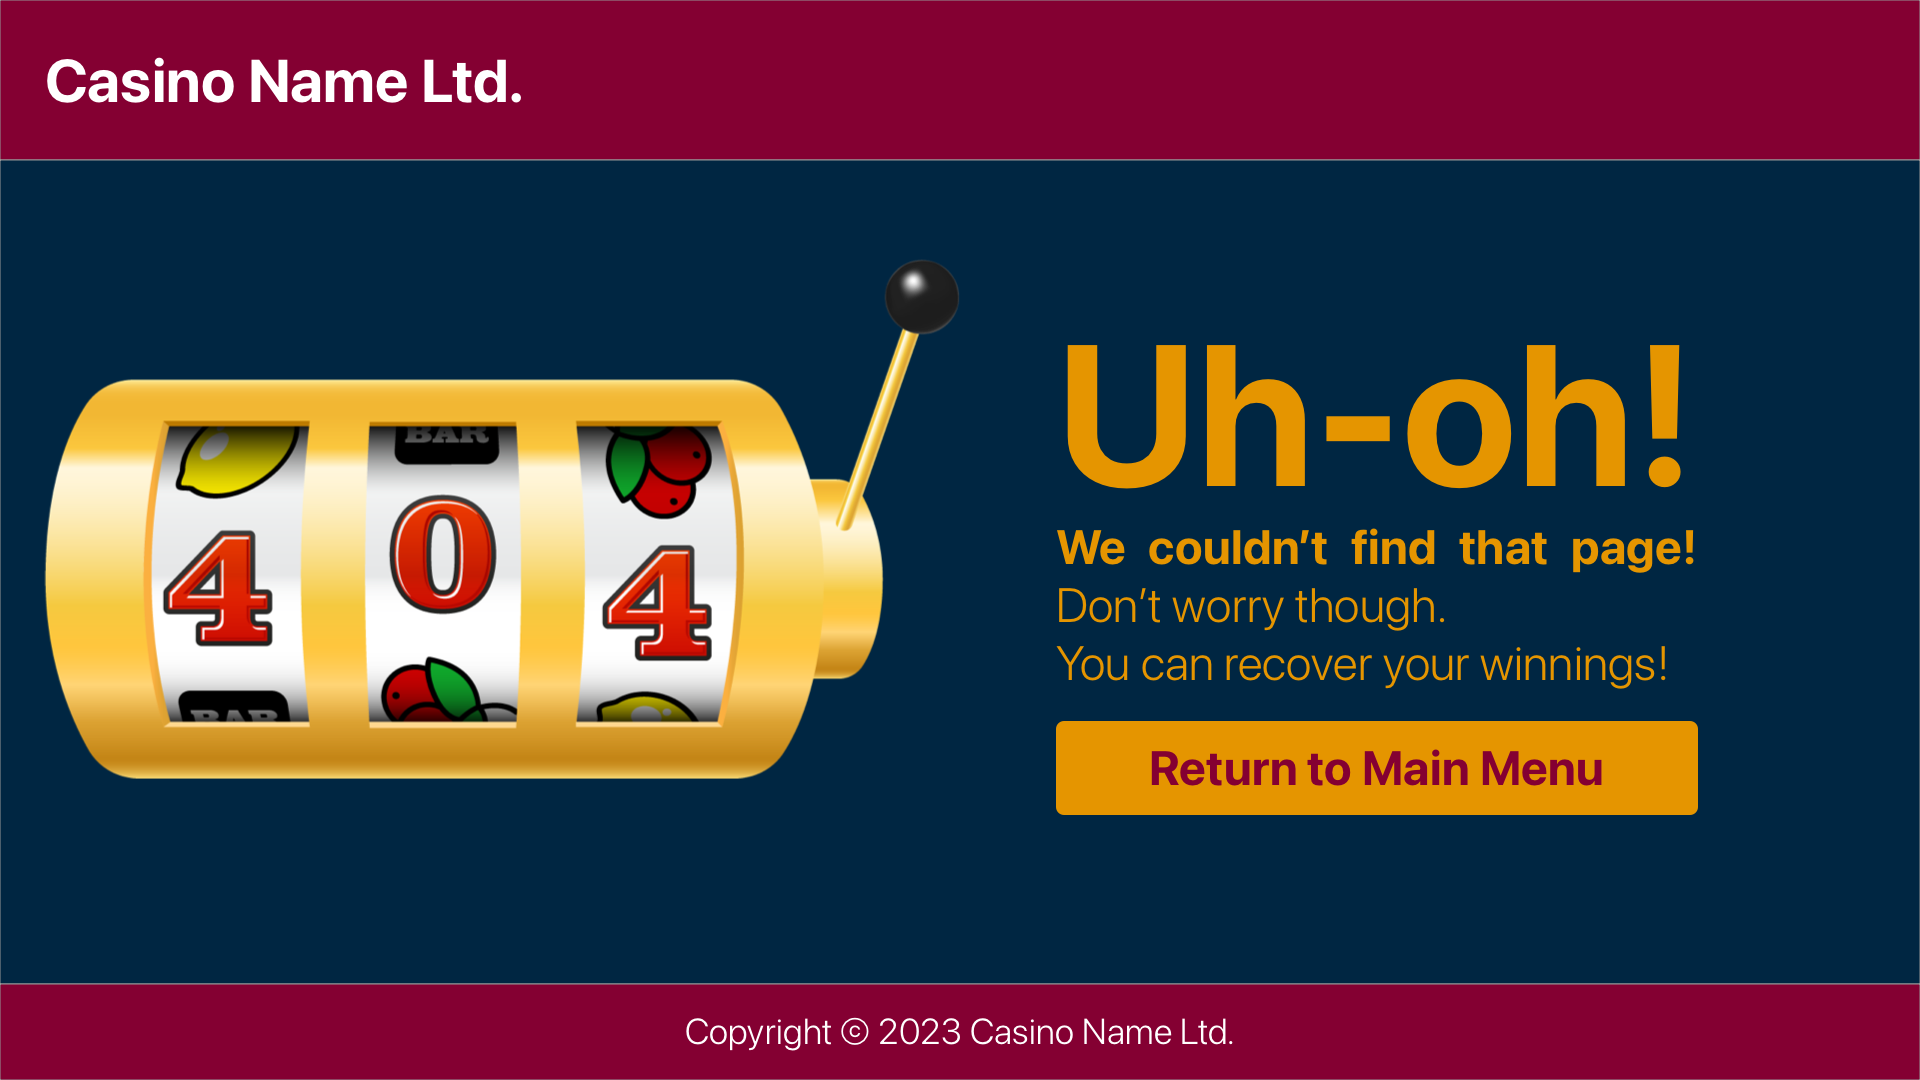 Casino Name Ltd.
BAR
4 0 4
BAR
Uh-oh!
We couldn’t find that page!
Don’t worry though.
You can recover your winnings!
Return to Main Menu
Copyright © 2023 Casino Name Ltd.